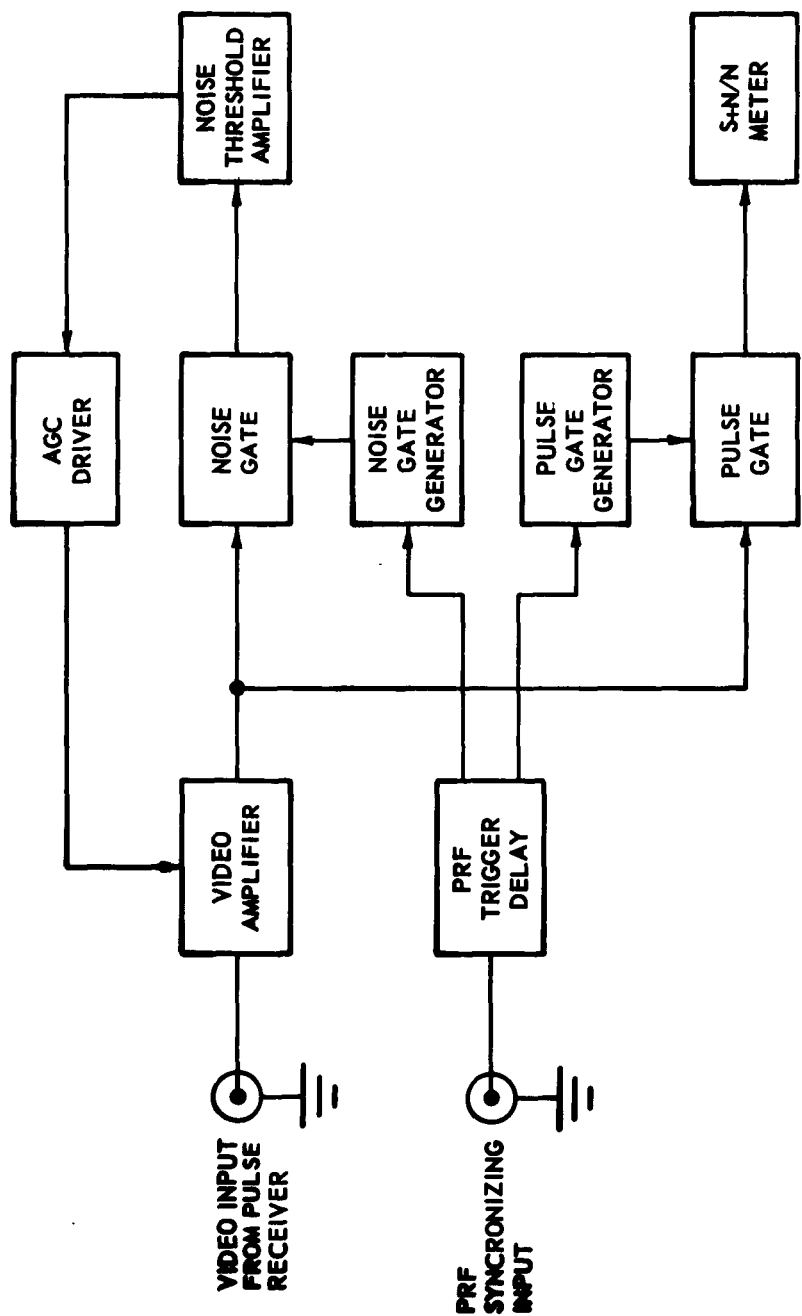 AGC
DRIVER
NOISE
THRESHOLD
AMPLIFIER
VIDEO INPUT
FROM PULSE
RECEIVER
VIDEO
AMPLIFIER
NOISE
GATE
NOISE
GATE
GENERATOR
PRF
SYNCRONIZING
INPUT
PRF
TRIGGER
DELAY
PULSE
GATE
GENERATOR
PULSE
GATE
S+N/N
METER